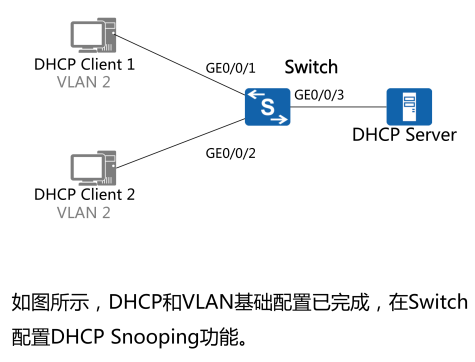 DHCP Client 1
VLAN 2
GE0/0/1
Switch
GE0/0/3
S
DHCP Server
GE0/0/2
DHCP Client 2
VLAN 2
如图所示，DHCP和VLAN基础配置已完成，在Switch
配置DHCP Snooping功能。